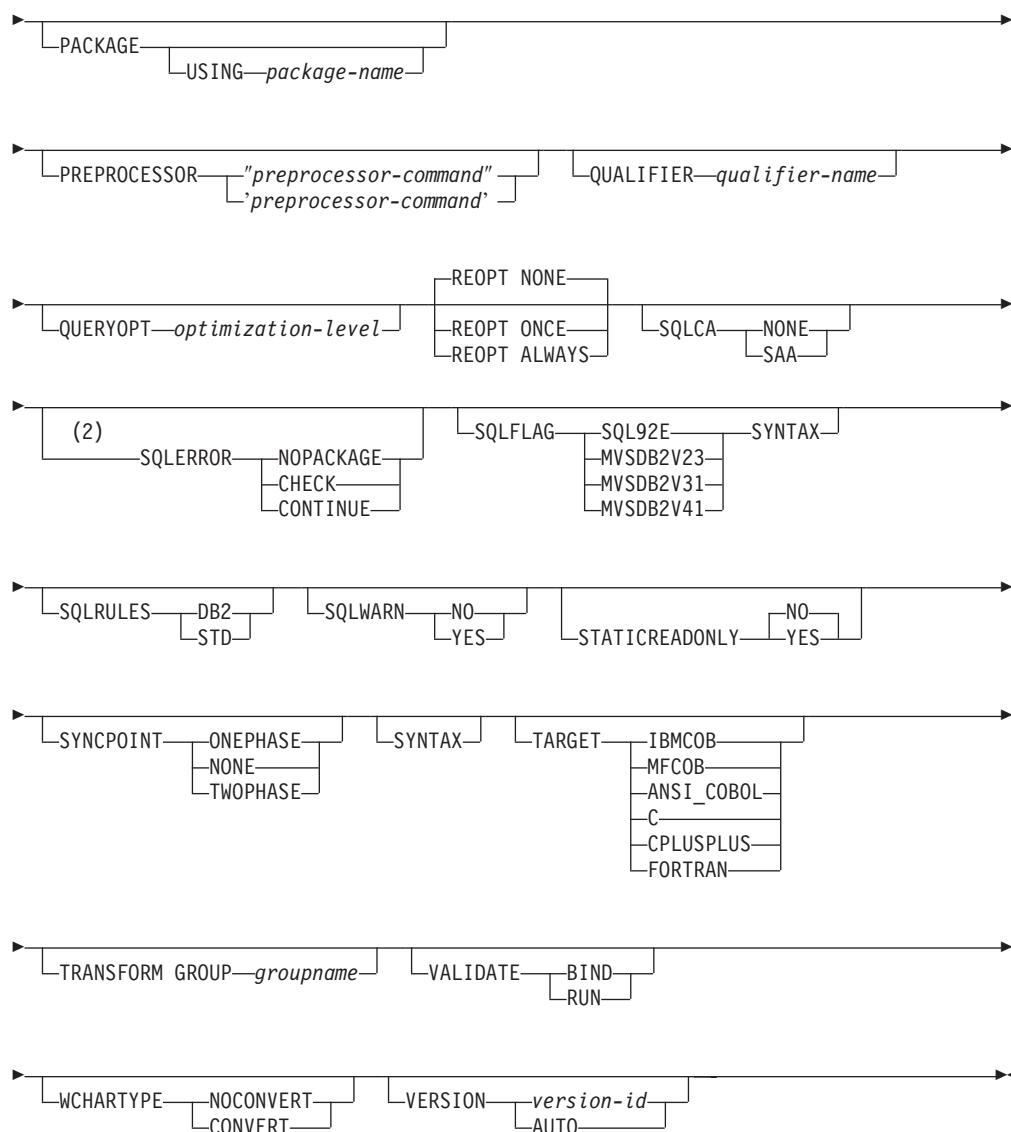 PACKAGE
USING package-name
PREPROCESSOR "preprocessor-command" QUALIFIER qualifier-name
'preprocessor-command'
REOPT NONE
QUERYOPT optimization-level REOPT ONCE SQLCA NONE
REOPT ALWAYS SAA
(2) SQLFLAG SQL92E SYNTAX
SQLERROR NOPACKAGE MVSDB2V23
CHECK MVSDB2V31
CONTINUE MVSDB2V41
NO
SQLRULES DB2 SQLWARN NO STATICREADONLY YES
STD YES
SYNCPOINT ONEPHASE SYNTAX TARGET IBMCOB
NONE MFCOB
TWOPHASE ANSI_COBOL
C
CPLUSPLUS
FORTRAN
TRANSFORM GROUP groupname VALIDATE BIND
RUN
WCHARTYPE NOCONVERT VERSION version-id
CONVERT AUTO